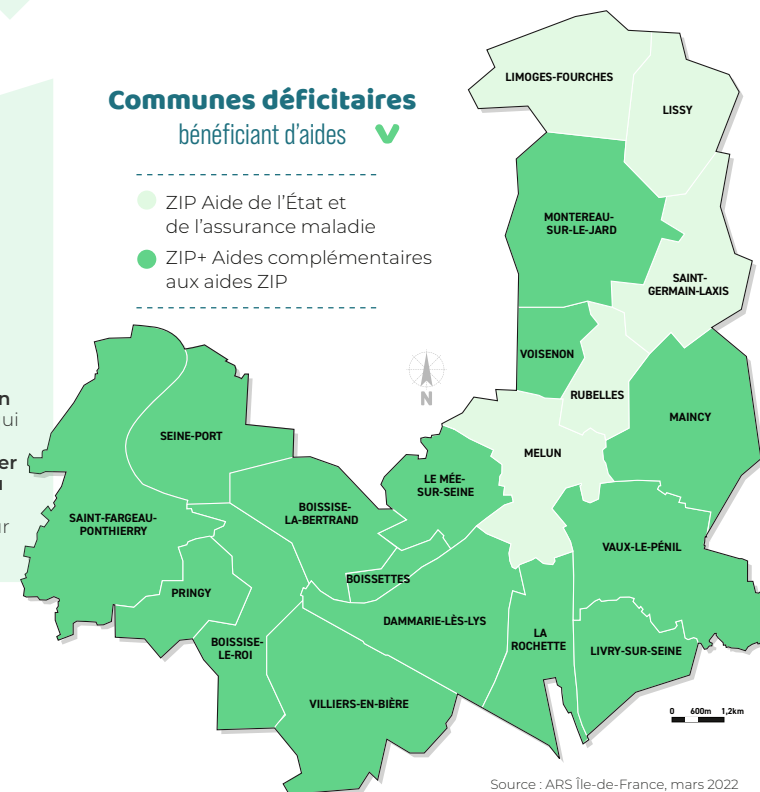 Communes déficitaires
bénéficiant d'aides
ZIP Aide de l'État et
de l'assurance maladie
ZIP+ Aides complémentaires
aux aides ZIP
LIMOGES-FOURCHES
LISSY
MONTEREAU-
SUR-LE-JARD
SAINT-
GERMAIN-LAXIS
VOISENON
RUBELLES
MAINCY
N
MELUN
n
ui
er
u
ur
SEINE-PORT
LE MÉE-
SUR-SEINE
SAINT-FARGEAU-
PONTHIERRY
BOISSISE-
LA-BERTRAND
VAUX-LE-PÉNIL
BOISSETTES
PRINGY
DAMMARIE-LÈS-LYS
BOISSISE-
LE-ROI
LA
ROCHETTE
LIVRY-SUR-SEINE
VILLIERS-EN-BIÈRE
0 600m 1,2km
Source : ARS Île-de-France, mars 2022